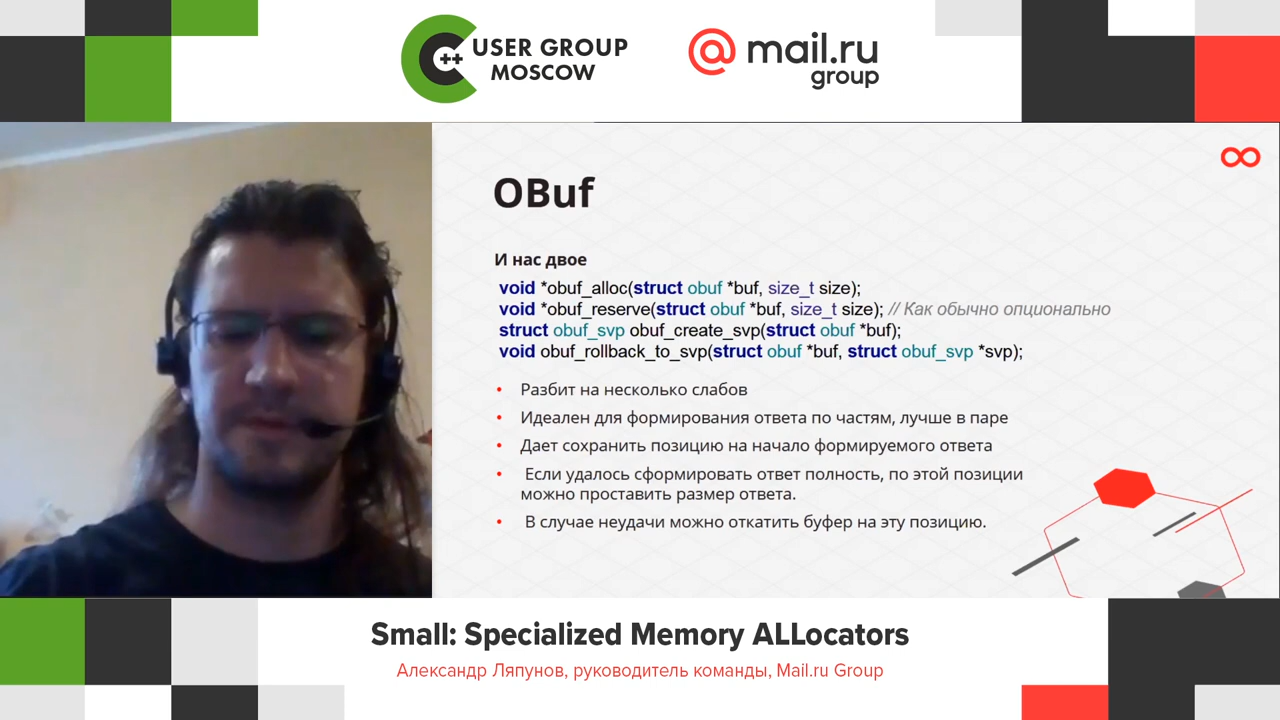 C++ USER GROUP
MOSCOW
@mail.ru
group
OBuf
И нас двое
void *obuf_alloc(struct obuf *buf, size_t size);
void *obuf_reserve(struct obuf *buf, size_t size); // Как обычно опционально
struct obuf_svp obuf_create_svp(struct obuf *buf);
void obuf_rollback_to_svp(struct obuf *buf, struct obuf_svp *svp);
• Разбит на несколько слабов
• Идеален для формирования ответа по частям, лучше в паре
• Дает сохранить позицию на начало формируемого ответа
• Если удалось сформировать ответ полность, по этой позиции
можно проставить размер ответа.
• В случае неудачи можно откатить буфер на эту позицию.
Small: Specialized Memory ALLocators
Александр Ляпунов, руководитель команды, Mail.ru Group